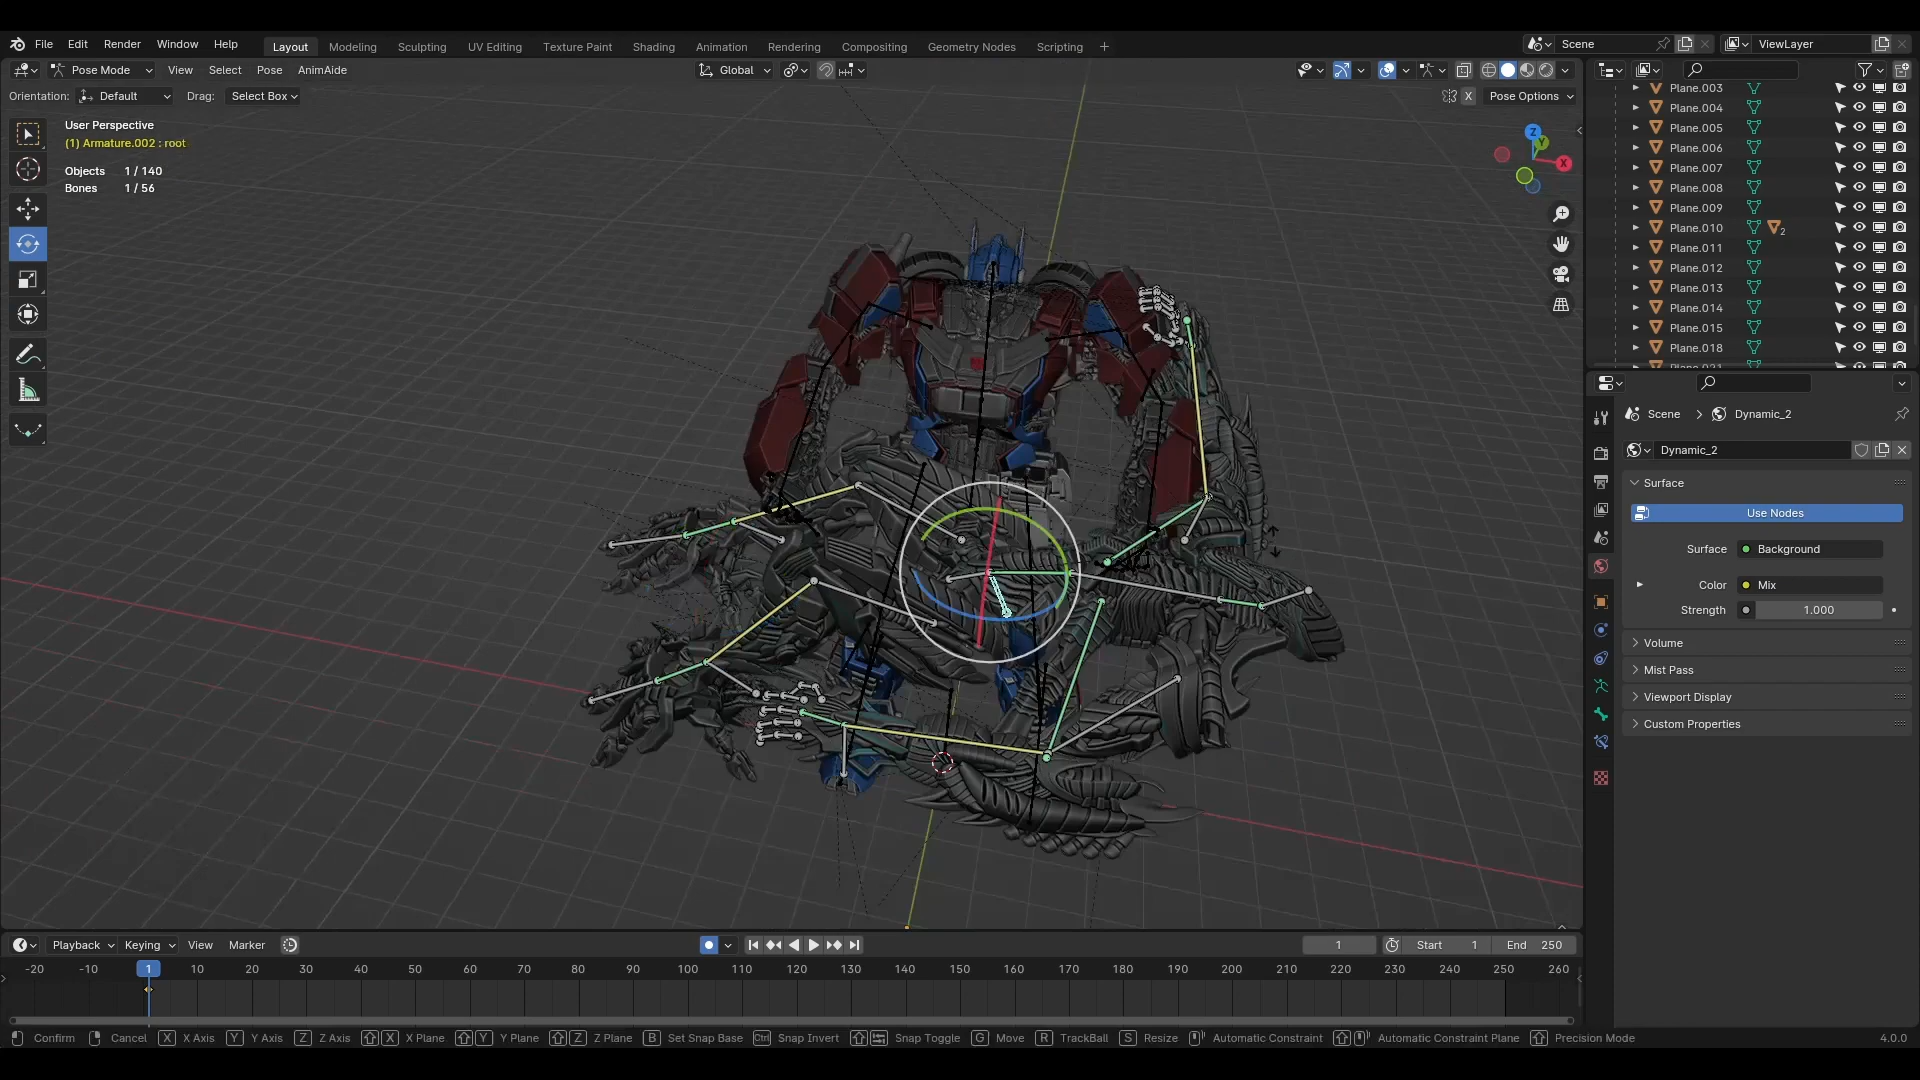 File Edit Render Window Help Layout Modeling Sculpting UV Editing Texture Paint Shading Animation Rendering Compositing Geometry Nodes Scripting + Scene ViewLayer
Pose Mode View Select Pose AnimAide Global
Orientation: Default Drag: Select Box X Pose Options
User Perspective
(1) Armature.002 : root
Objects 1 / 140
Bones 1 / 56
Z
Y
X
Plane.003
Plane.004
Plane.005
Plane.006
Plane.007
Plane.008
Plane.009
Plane.010 2
Plane.011
Plane.012
Plane.013
Plane.014
Plane.015
Plane.018
Scene > Dynamic_2
Dynamic_2
Surface
Use Nodes
Surface Background
Color Mix
Strength 1.000
Volume
Mist Pass
Viewport Display
Custom Properties
Playback Keying View Marker 1 Start 1 End 250
-20 -10 1 10 20 30 40 50 60 70 80 90 100 110 120 130 140 150 160 170 180 190 200 210 220 230 240 250 260
Confirm Cancel X X Axis Y Y Axis Z Z Axis X X Plane Y Y Plane Z Z Plane B Set Snap Base Ctrl Snap Invert Snap Toggle G Move R TrackBall S Resize Automatic Constraint Automatic Constraint Plane Precision Mode 4.0.0